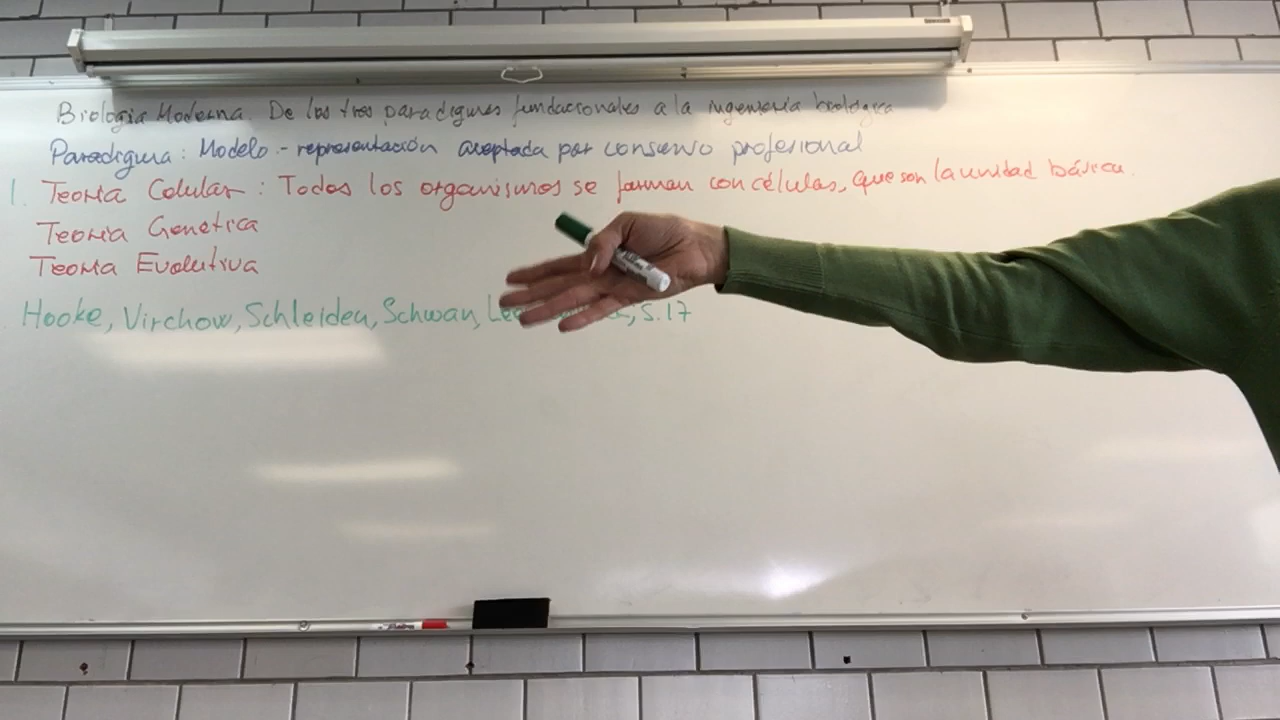 Biología Moderna. De los tres paradigmas fundacionales a la ingeniería biológica
Paradigma: Modelo - representación aceptada por consenso profesional
1. Teoría Celular: Todos los organismos se forman con células, que son la unidad básica.
Teoría Genética
Teoría Evolutiva
Hooke, Virchow, Schleiden, Schwan, S. 17